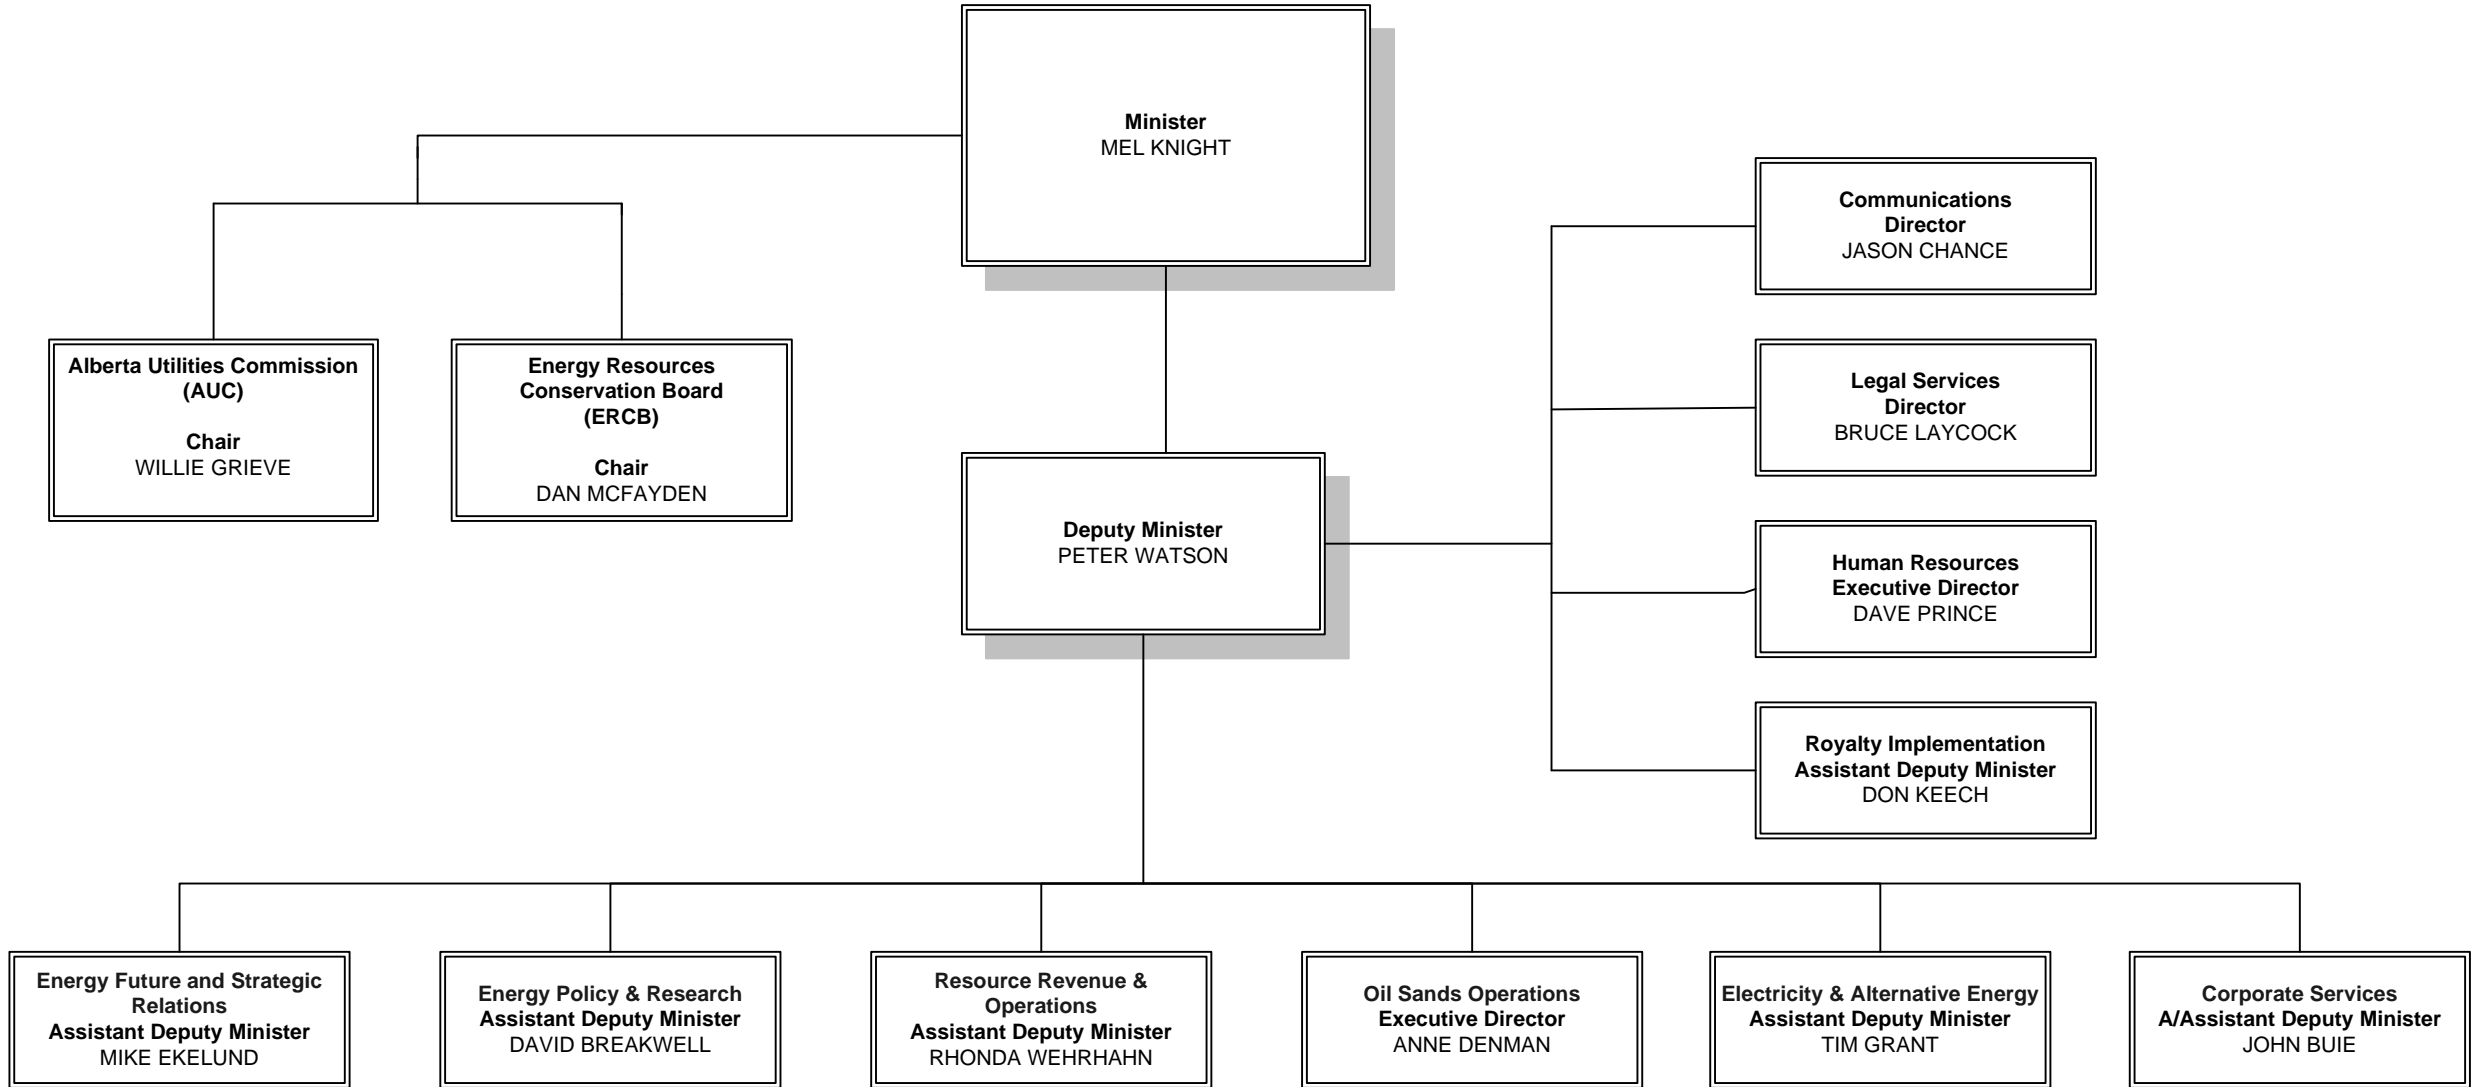 Minister
MEL KNIGHT
Communications
Director
JASON CHANCE
Alberta Utilities Commission
(AUC)
Chair
WILLIE GRIEVE
Energy Resources
Conservation Board
(ERCB)
Chair
DAN MCFAYDEN
Legal Services
Director
BRUCE LAYCOCK
Deputy Minister
PETER WATSON
Human Resources
Executive Director
DAVE PRINCE
Royalty Implementation
Assistant Deputy Minister
DON KEECH
Energy Future and Strategic
Relations
Assistant Deputy Minister
MIKE EKELUND
Energy Policy & Research
Assistant Deputy Minister
DAVID BREAKWELL
Resource Revenue &
Operations
Assistant Deputy Minister
RHONDA WEHRHAHN
Oil Sands Operations
Executive Director
ANNE DENMAN
Electricity & Alternative Energy
Assistant Deputy Minister
TIM GRANT
Corporate Services
A/Assistant Deputy Minister
JOHN BUIE